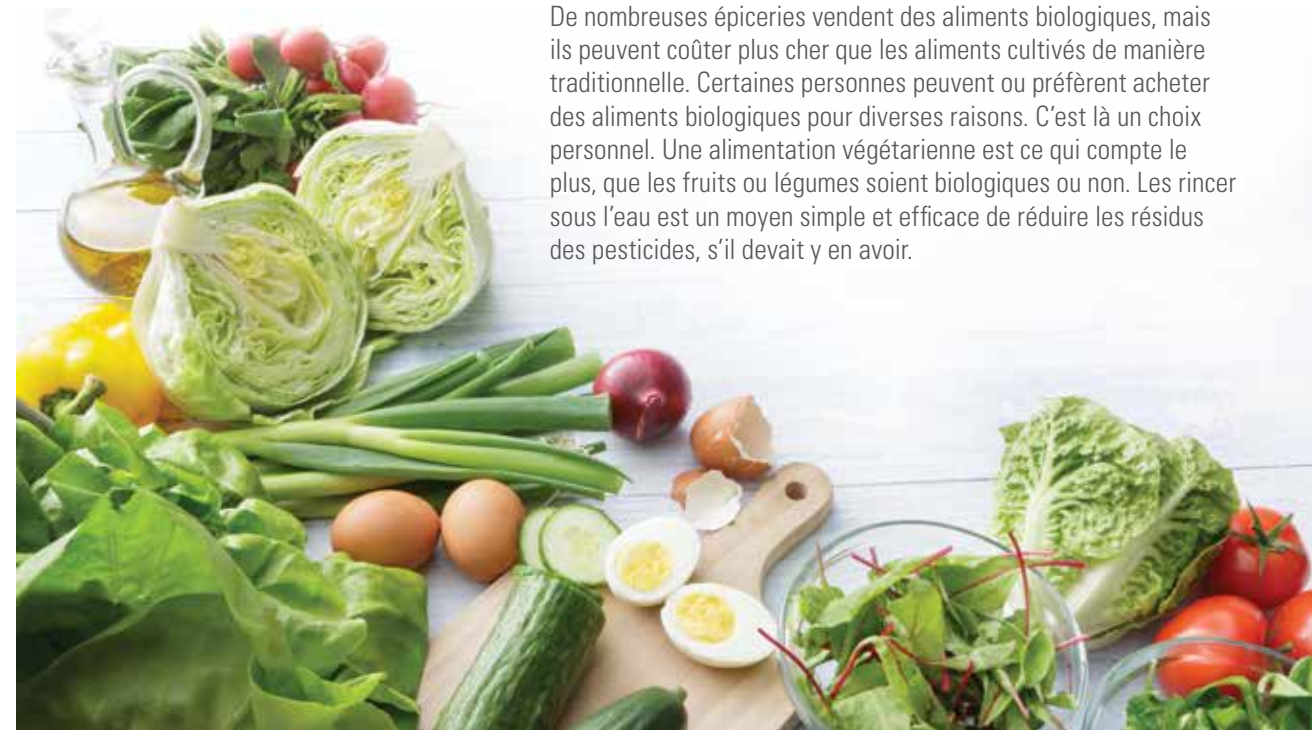 De nombreuses épiceries vendent des aliments biologiques, mais
ils peuvent coûter plus cher que les aliments cultivés de manière
traditionnelle. Certaines personnes peuvent ou préfèrent acheter
des aliments biologiques pour diverses raisons. C’est là un choix
personnel. Une alimentation végétarienne est ce qui compte le
plus, que les fruits ou légumes soient biologiques ou non. Les rincer
sous l’eau est un moyen simple et efficace de réduire les résidus
des pesticides, s’il devait y en avoir.